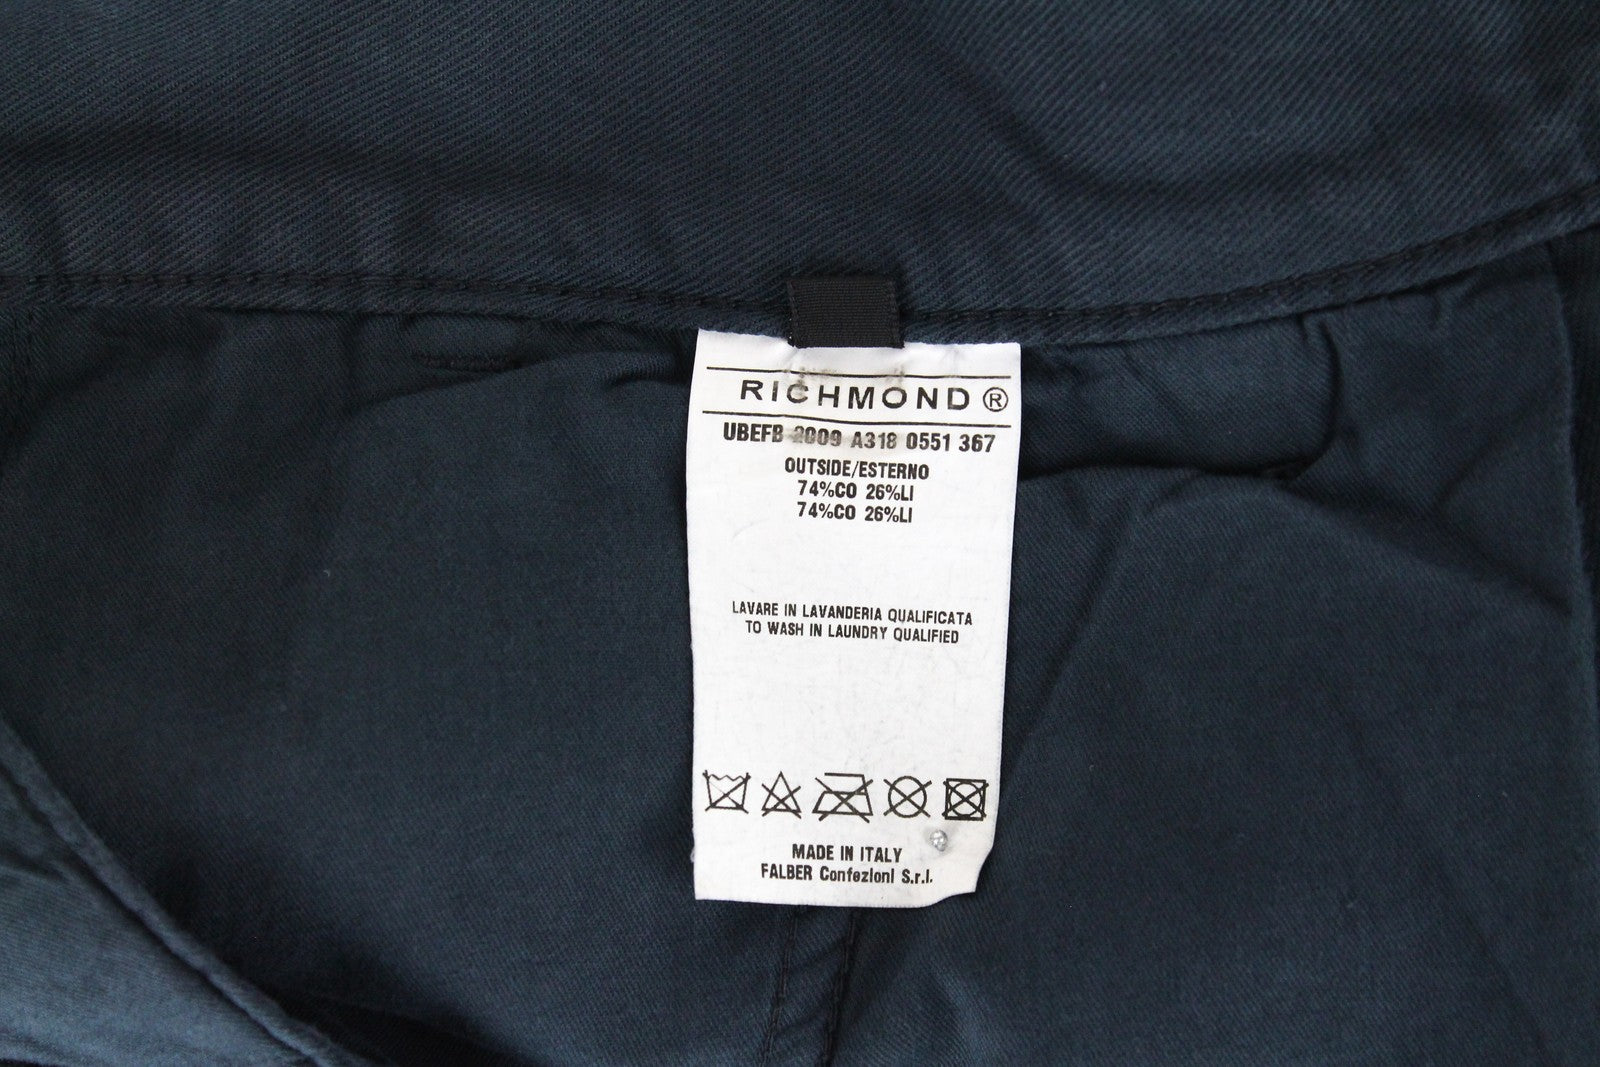 RICHMOND®
UBEFB 2009 A318 0551 367
OUTSIDE/ESTERNO
74%CO 26%LI
74%CO 26%LI
LAVARE IN LAVANDERIA QUALIFICATA
TO WASH IN LAUNDRY QUALIFIED
MADE IN ITALY
FALBER Confezioni S.r.l.